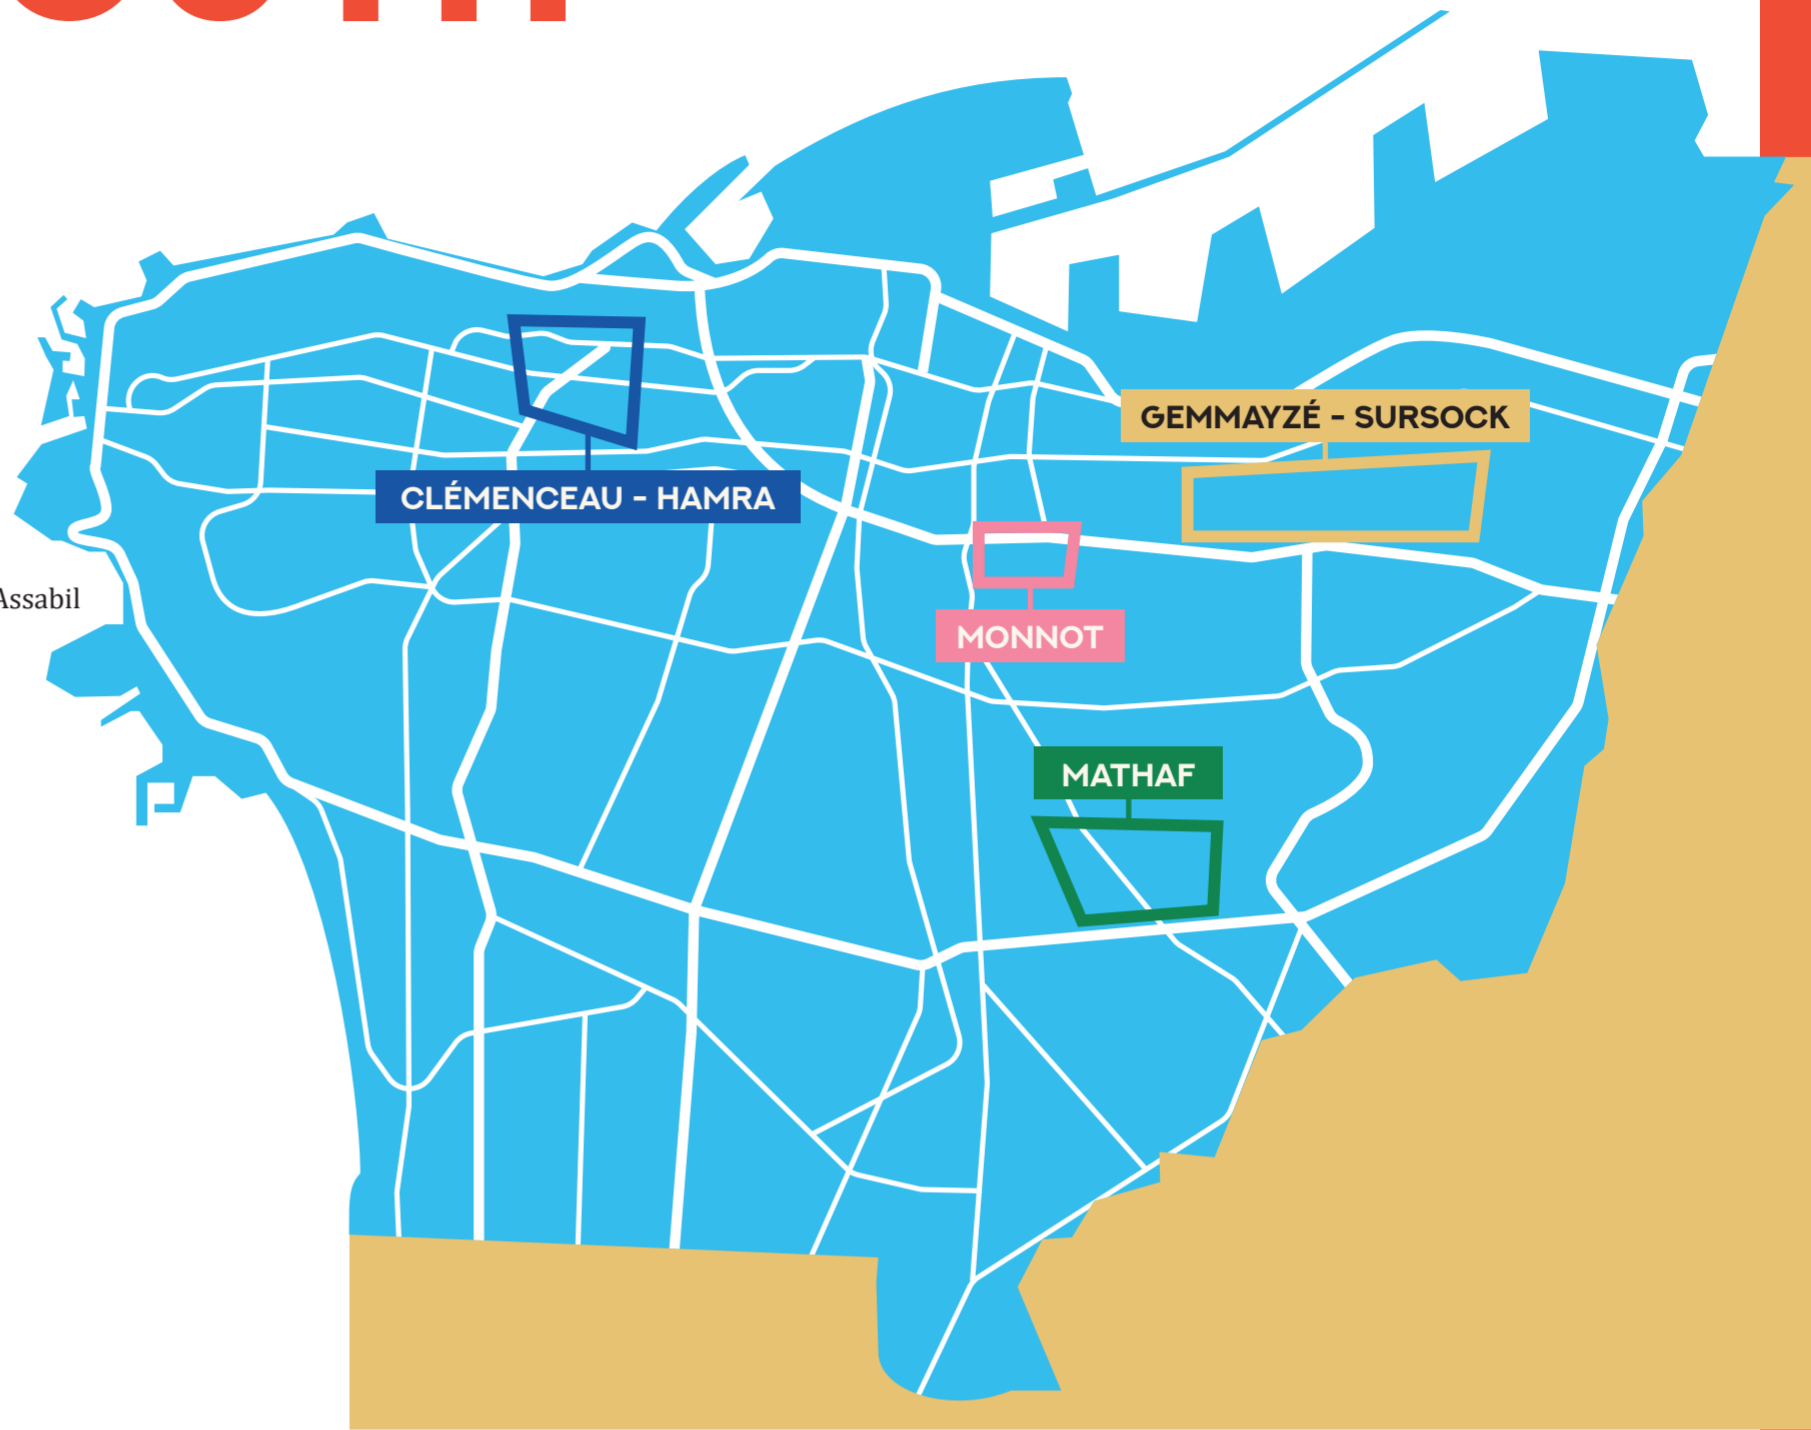 GEMMAYZÉ – SURSOCK
CLÉMENCEAU – HAMRA
Assabil
MONNOT
MATHAF